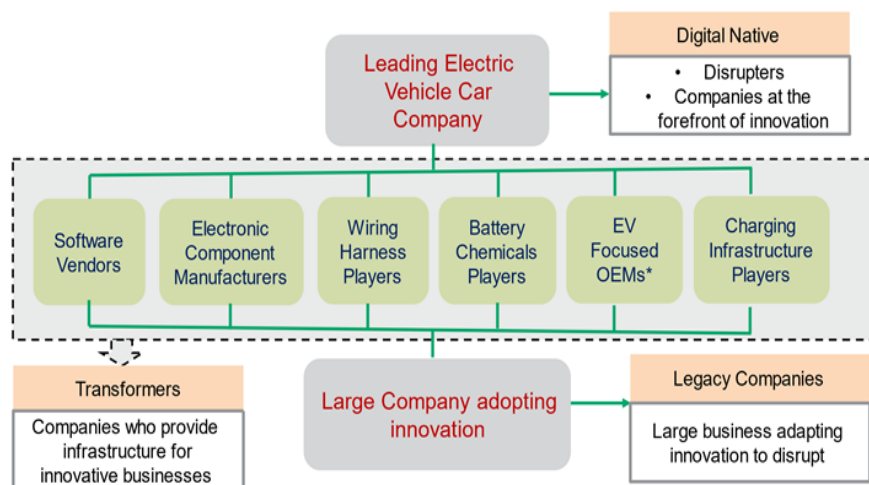 Digital Native
• Disrupters
• Companies at the
forefront of innovation
Leading Electric
Vehicle Car
Company
Software
Vendors
Electronic
Component
Manufacturers
Wiring
Harness
Players
Battery
Chemicals
Players
EV
Focused
OEMs*
Charging
Infrastructure
Players
Transformers
Companies who provide
infrastructure for
innovative businesses
Large Company adopting
innovation
Legacy Companies
Large business adapting
innovation to disrupt